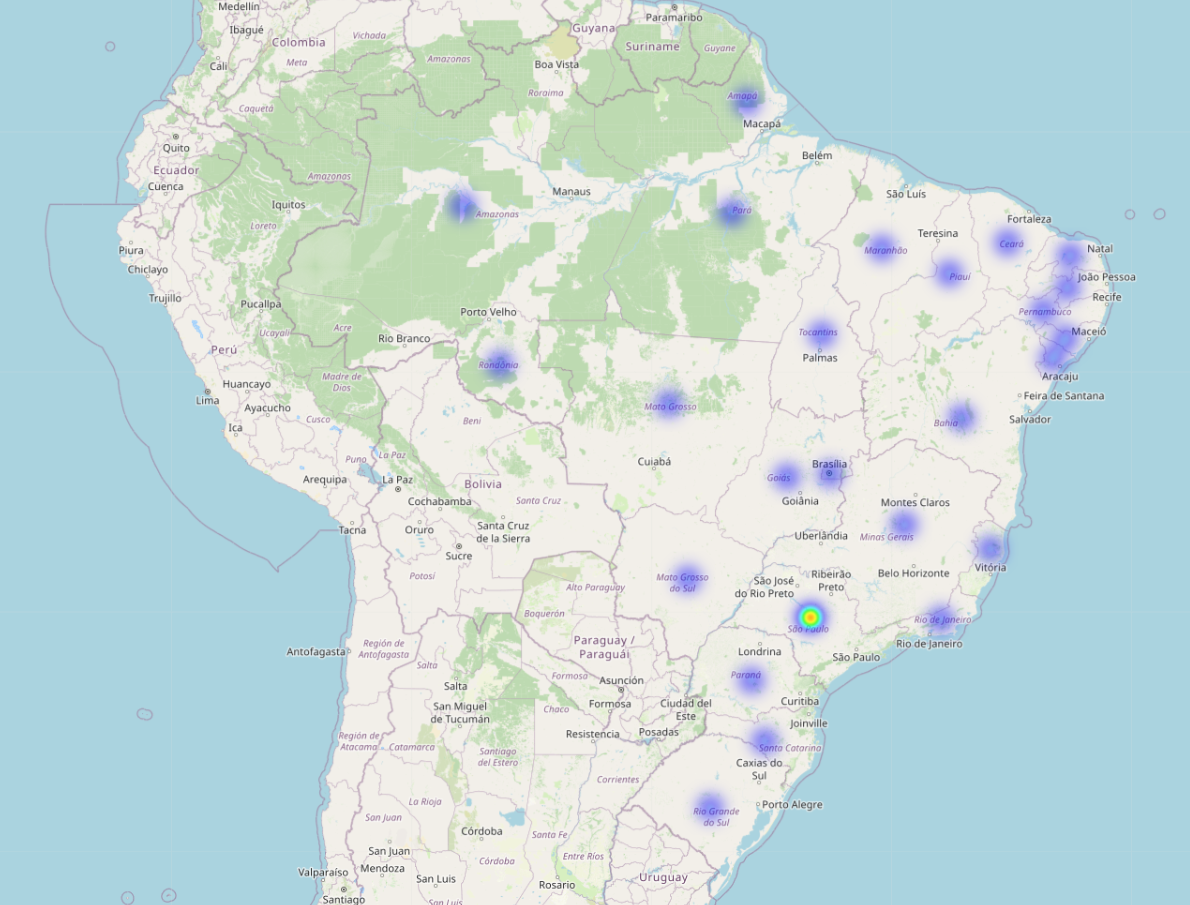 Medellín
Ibagué
Cali
Colombia
Vichada
Meta
Amazonas
Guyana
Boa Vista
Roraima
Paramaribo
Suriname
Guyane
Caquetá
Quito
Ecuador
Cuenca
Amazonas
Iquitos
Loreto
Amapá
Macapá
Belém
Manaus
Amazonas
Pará
São Luís
Teresina
Fortaleza
Maranhão
Ceará
Piauí
Natal
João Pessoa
Recife
Pernambuco
Maceió
Aracaju
Feira de Santana
Salvador
Bahia
Piura
Chiclayo
Trujillo
Pucallpa
Ucayali
Perú
Acre
Rio Branco
Porto Velho
Rondônia
Tocantins
Palmas
Mato Grosso
Huancayo
Lima
Ayacucho
Ica
Madre de
Dios
Cusco
Beni
Puno
La Paz
La Paz
Arequipa
Bolivia
Cochabamba
Santa Cruz
Tacna
Oruro
Santa Cruz
de la Sierra
Sucre
Potosí
Cuiabá
Goiás
Brasília
Goiânia
Montes Claros
Minas Gerais
Uberlândia
Vitória
Belo Horizonte
Ribeirão
Preto
São José
do Rio Preto
Mato Grosso
do Sul
Alto Paraguay
Boquerón
Paraguay /
Paraguái
São Paulo
Rio de Janeiro
Rio de Janeiro
Londrina
São Paulo
Paraná
Curitiba
Joinville
Antofagasta
Región de
Antofagasta
Salta
Salta
Formosa
Asunción
Formosa
Ciudad del
Este
San Miguel
de Tucumán
Chaco
Resistencia
Posadas
Santa Catarina
Caxias do
Sul
Región de
Atacama
Catamarca
Santiago
del Estero
Corrientes
La Rioja
Rio Grande
do Sul
Porto Alegre
San Juan
Córdoba
Santa Fe
San Juan
Córdoba
Entre Ríos
Valparaíso
Mendoza
San Luis
Rosario
Uruguay
Santiago
San Luis